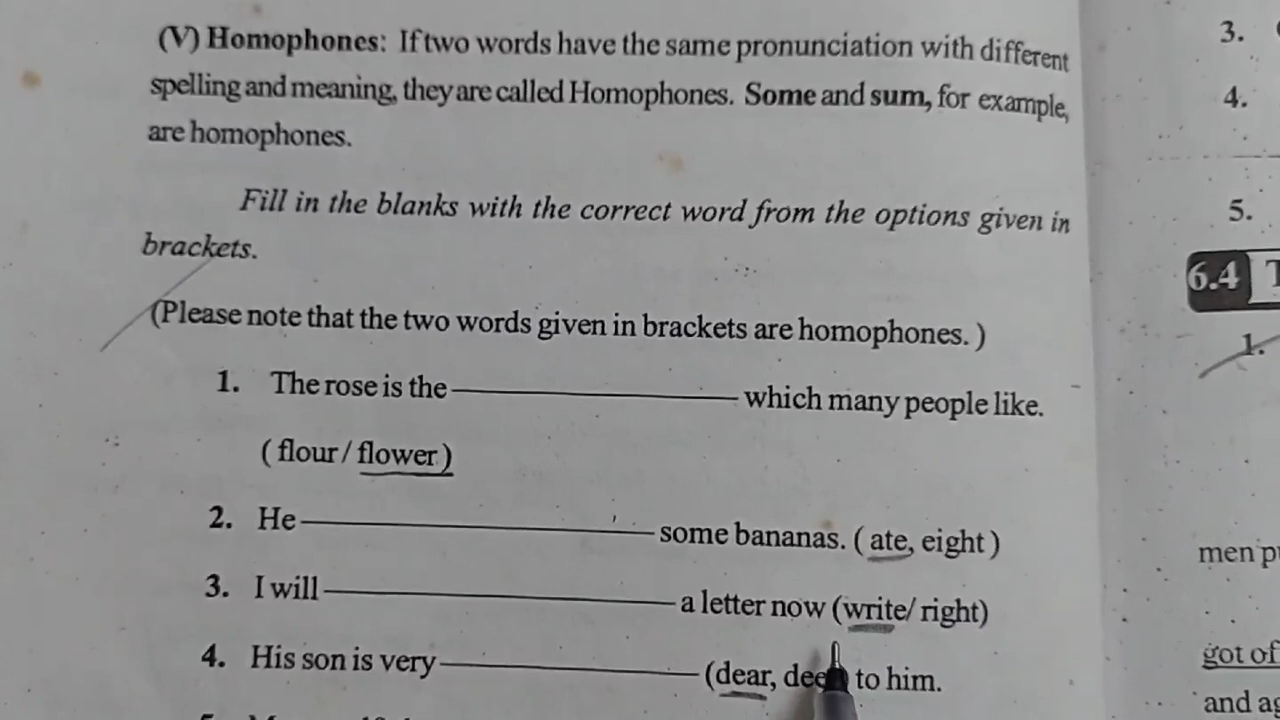 (V) Homophones: If two words have the same pronunciation with different
spelling and meaning, they are called Homophones. Some and sum, for example,
are homophones.
Fill in the blanks with the correct word from the options given in
brackets.
(Please note that the two words given in brackets are homophones. )
1. The rose is the which many people like.
( flour / flower )
2. He some bananas. ( ate, eight )
3. I will a letter now (write/ right)
4. His son is very (dear, to him.
3.
4.
5.
6.4
1.
got of